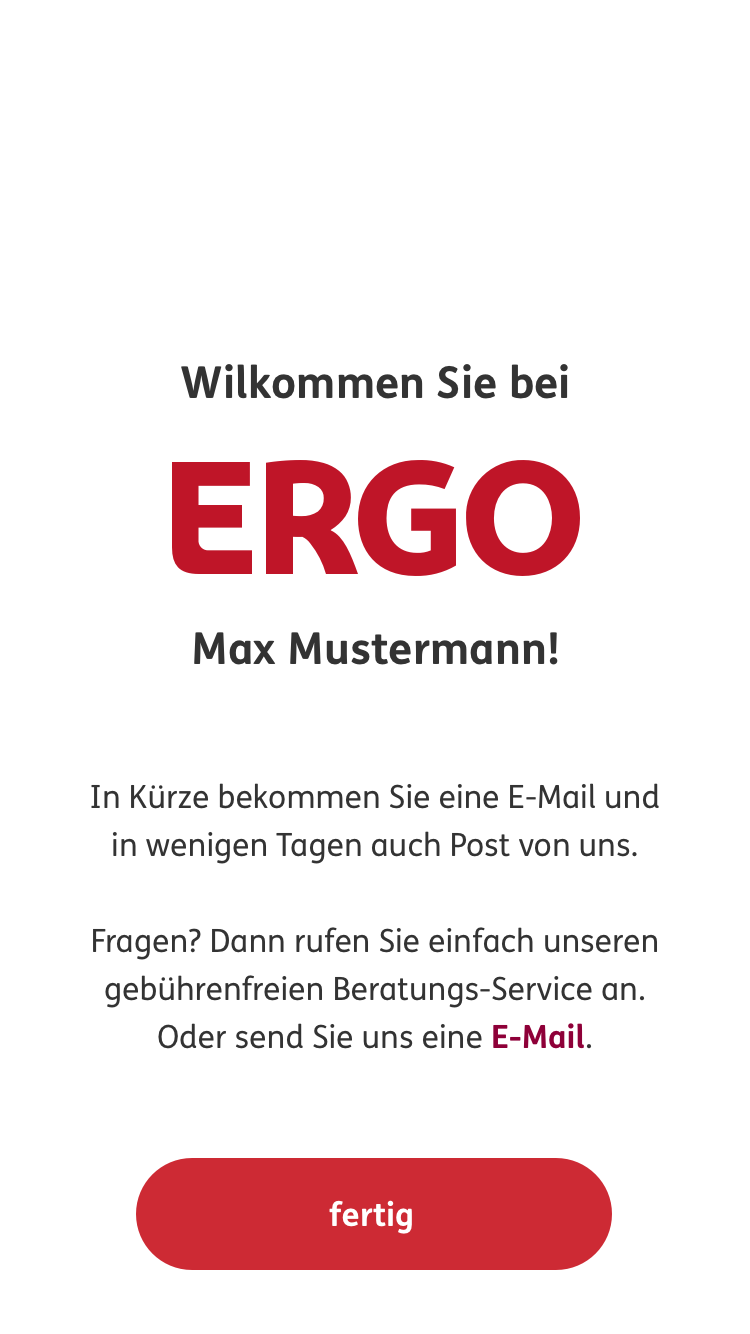 Wilkommen Sie bei
ERGO
Max Mustermann!
In Kürze bekommen Sie eine E-Mail und
in wenigen Tagen auch Post von uns.
Fragen? Dann rufen Sie einfach unseren
gebührenfreien Beratungs-Service an.
Oder send Sie uns eine E-Mail.
fertig